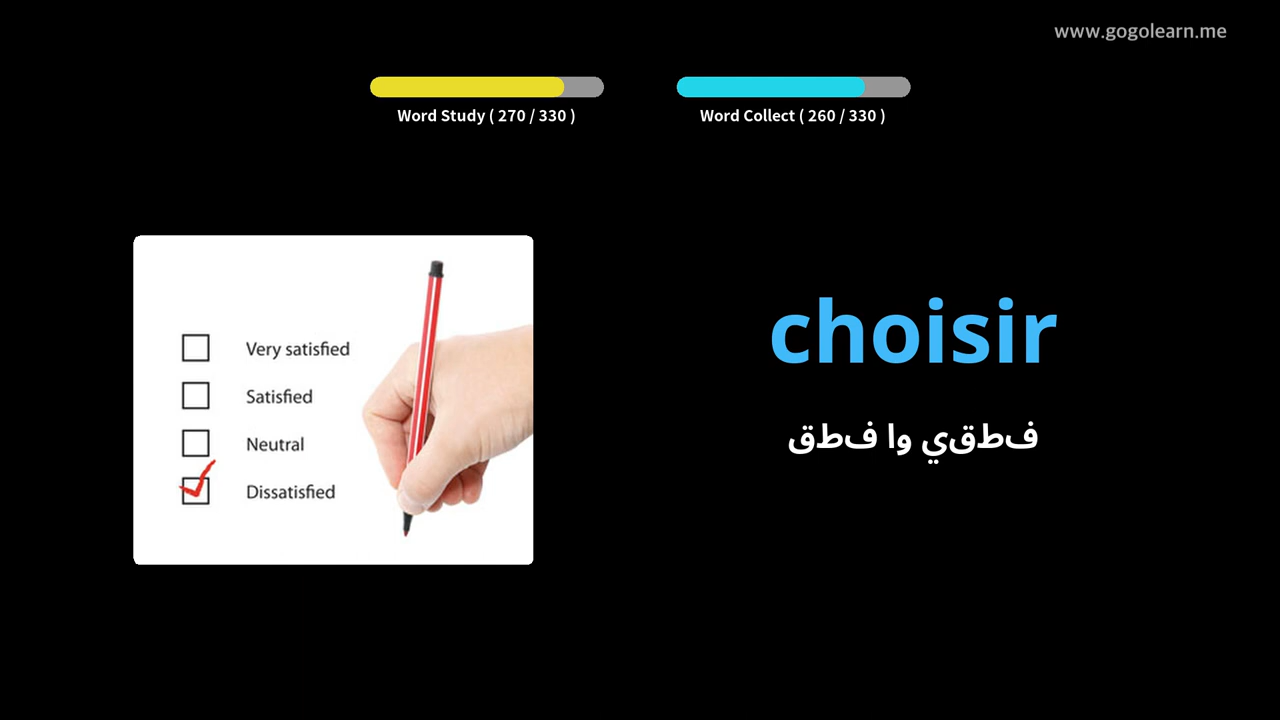 www.gogolearn.me
Word Study ( 270 / 330 )
Word Collect ( 260 / 330 )
Very satisfied
Satisfied
Neutral
Dissatisfied
choisir
فطقي وا فطق